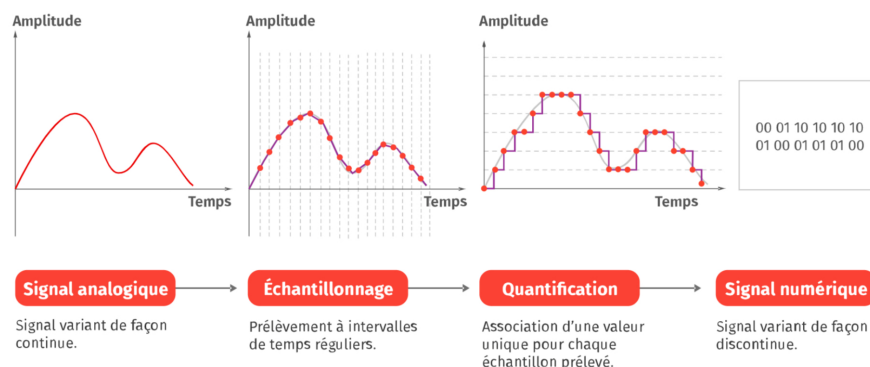 Amplitude
Temps
Amplitude
Temps
Amplitude
Temps
00 01 10 10 10 10
01 00 01 01 01 00
Signal analogique
Signal variant de façon
continue.
Échantillonnage
Prélèvement à intervalles
de temps réguliers.
Quantification
Association d'une valeur
unique pour chaque
échantillon prélevé.
Signal numérique
Signal variant de façon
discontinue.